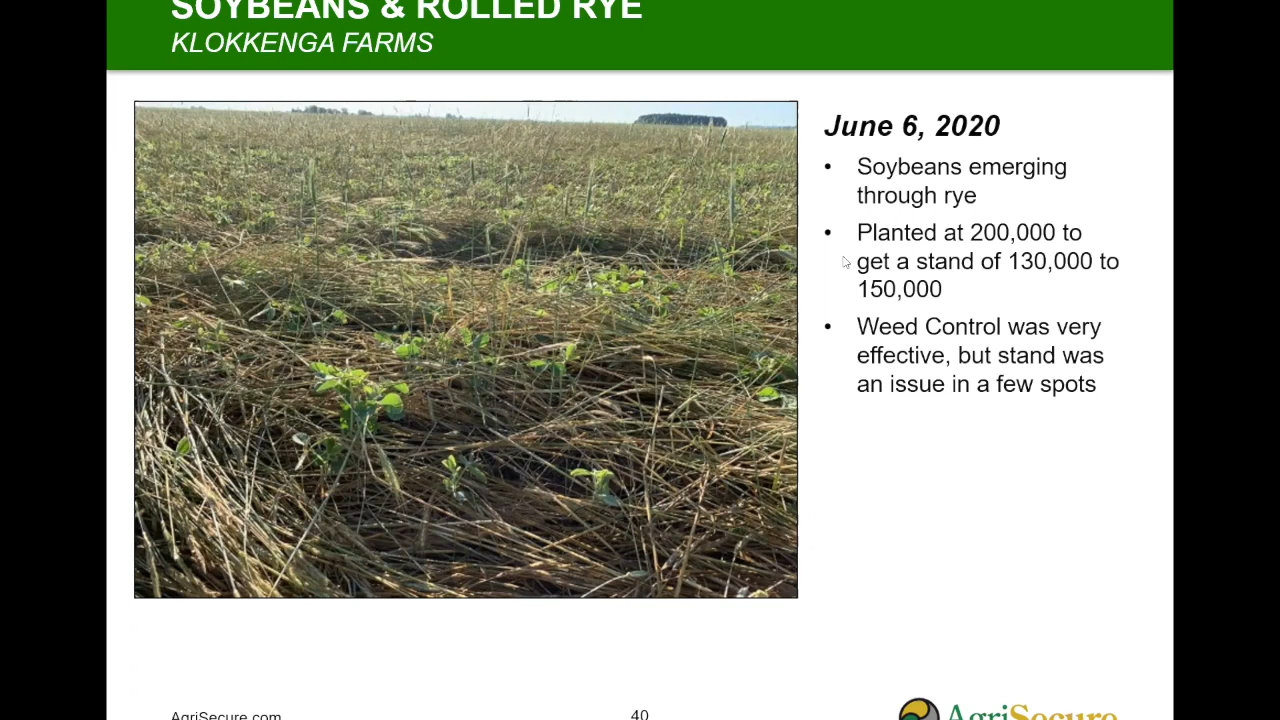 SOYBEANS & ROLLED RYE
KLOKKENGA FARMS
June 6, 2020
• Soybeans emerging
through rye
• Planted at 200,000 to
get a stand of 130,000 to
150,000
• Weed Control was very
effective, but stand was
an issue in a few spots
AgriSecure.com
40
AgriSecure